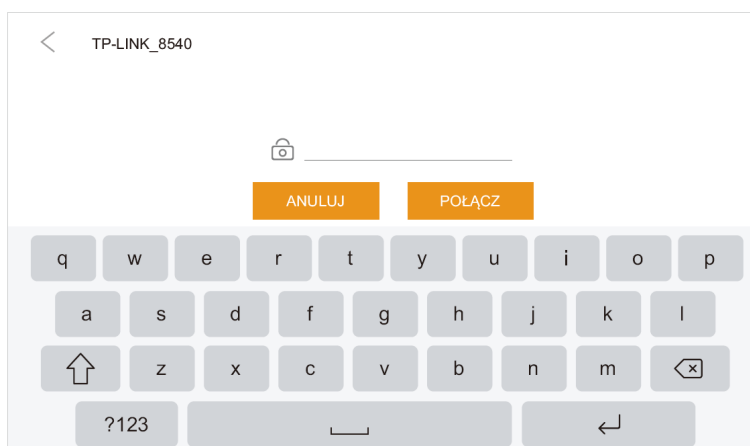 TP-LINK_8540
ANULUJ POŁĄCZ
q w e r t y u i o p
a s d f g h j k l
z x c v b n m
?123